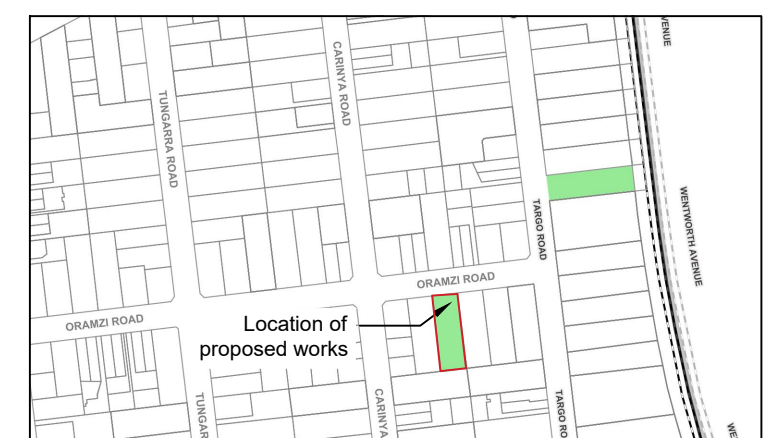 VENUE
CARINYA ROAD
TUNGARRA ROAD
WENTWORTH AVENUE
TARGO ROAD
ORAMZI ROAD
ORAMZI ROAD
Location of
proposed works
TUNGAR
CARINYA
TARGO RO
WE